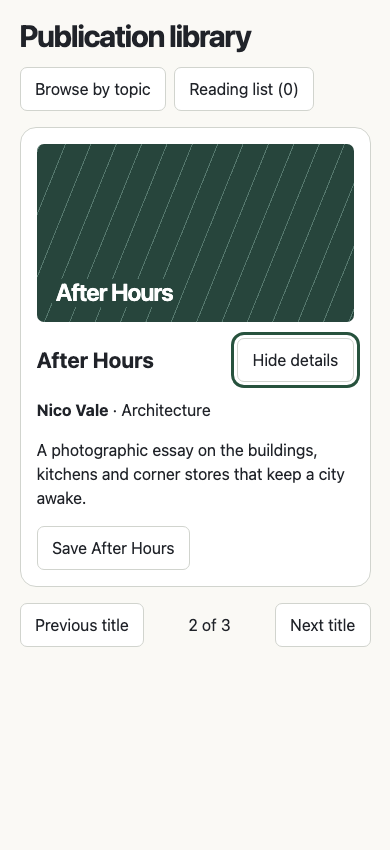 Publication library
Browse by topic
Reading list (0)
After Hours
After Hours
Hide details
Nico Vale · Architecture
A photographic essay on the buildings,
kitchens and corner stores that keep a city
awake.
Save After Hours
Previous title
2 of 3
Next title